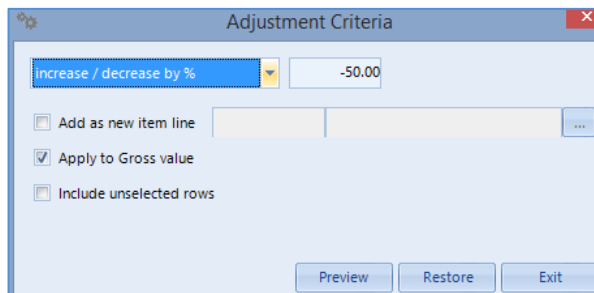 Adjustment Criteria
increase / decrease by % -50.00
Add as new item line ...
Apply to Gross value
Include unselected rows
Preview Restore Exit